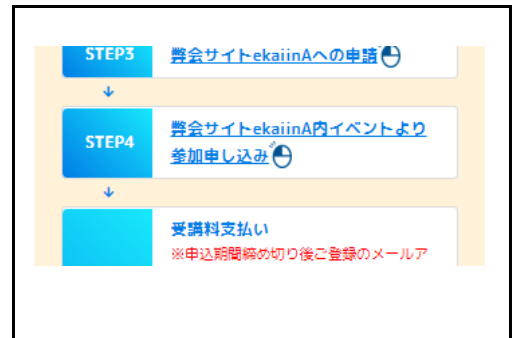 STEP3
弊会サイトekaiinAへの申請
STEP4
弊会サイトekaiinA内イベントより
参加申し込み
受講料支払い
※申込期間締め切り後ご登録のメールア